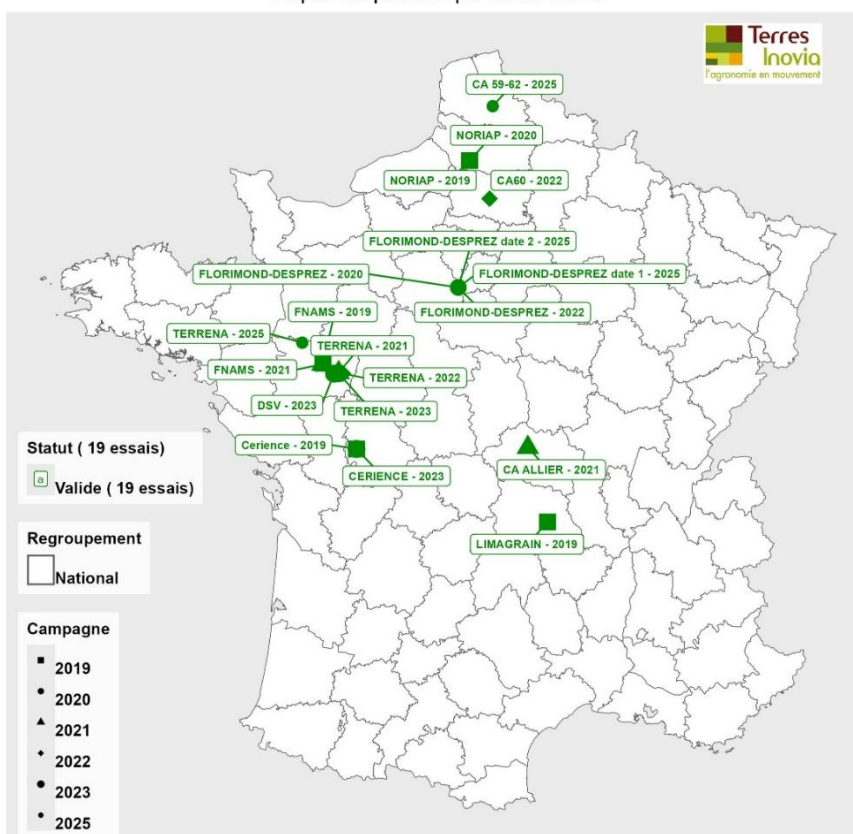 Terres
Inovia
l'agronomie en mouvement
CA 59-62 - 2025
NORIAP - 2020
NORIAP - 2019
CA60 - 2022
FLORIMOND-DESPREZ date 2 - 2025
FLORIMOND-DESPREZ - 2020
FLORIMOND-DESPREZ date 1 - 2025
FNAMS - 2019
FLORIMOND-DESPREZ - 2022
TERRENA - 2025
TERRENA - 2021
FNAMS - 2021
TERRENA - 2022
DSV - 2023
TERRENA - 2023
Cerience - 2019
CERIENCE - 2023
CA ALLIER - 2021
LIMAGRAIN - 2019
Statut ( 19 essais)
a
Valide ( 19 essais)
Regroupement
National
Campagne
2019
2020
2021
2022
2023
2025